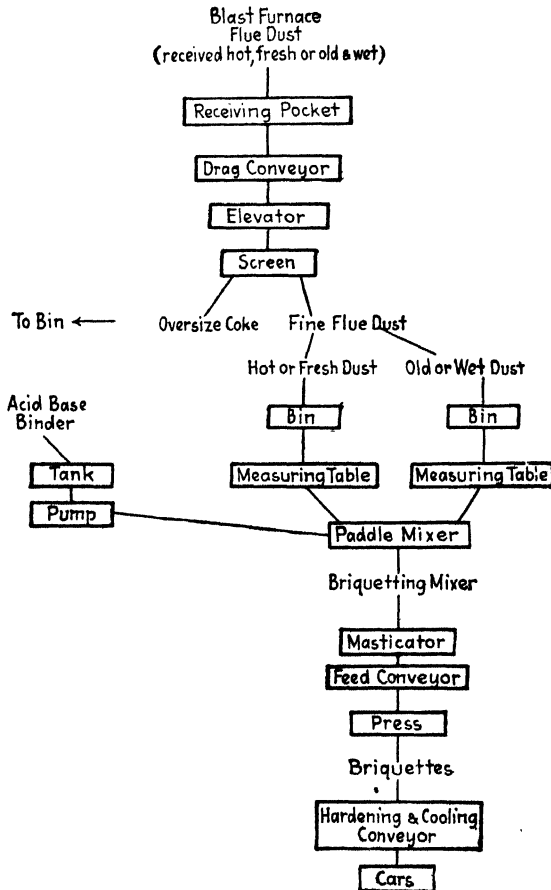 Blast Furnace
Flue Dust
(received hot, fresh or old & wet)
Receiving Pocket
Drag Conveyor
Elevator
Screen
To Bin
Oversize Coke
Fine Flue Dust
Hot or Fresh Dust
Old or Wet Dust
Acid Base
Binder
Bin
Bin
Tank
Measuring Table
Measuring Table
Pump
Paddle Mixer
Briquetting Mixer
Masticator
Feed Conveyor
Press
Briquettes
Hardening & Cooling
Conveyor
Cars